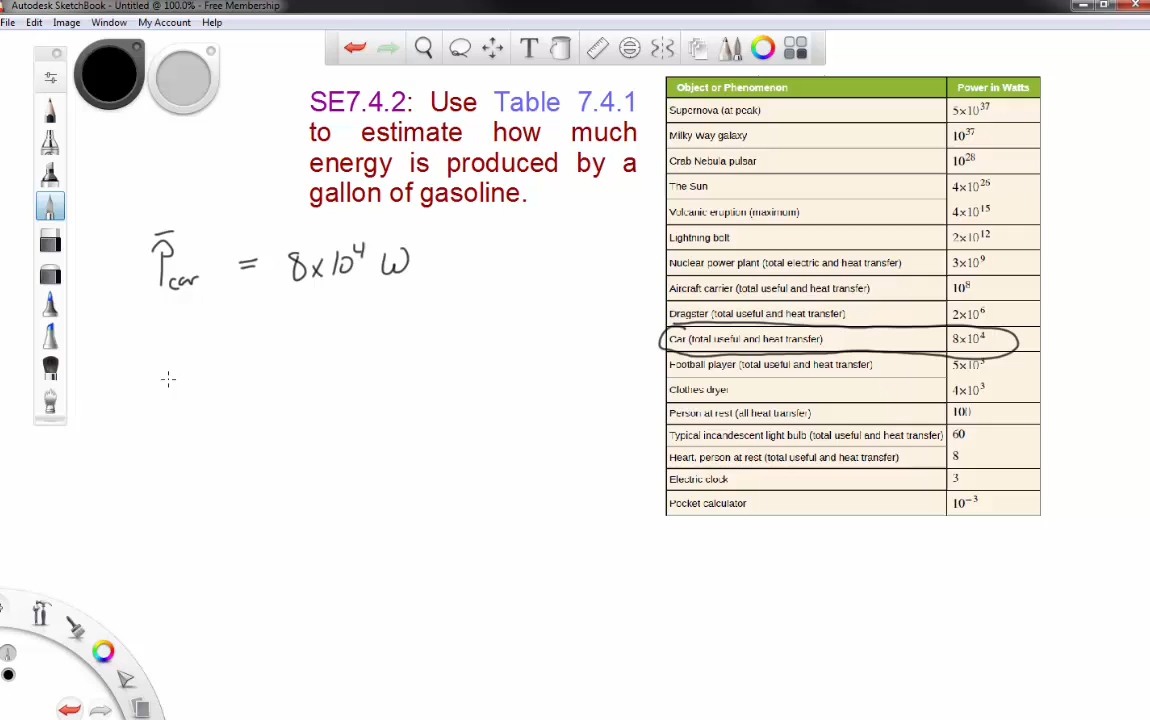 Autodesk SketchBook - Untitled @ 100.0% - Free Membership
File Edit Image Window My Account Help
SE7.4.2: Use Table 7.4.1
to estimate how much
energy is produced by a
gallon of gasoline.
P̄car = 8x10⁴ W
Object or Phenomenon Power in Watts
Supernova (at peak) 5×10³⁷
Milky Way galaxy 10³⁷
Crab Nebula pulsar 10²⁸
The Sun 4×10²⁶
Volcanic eruption (maximum) 4×10¹⁵
Lightning bolt 2×10¹²
Nuclear power plant (total electric and heat transfer) 3×10⁹
Aircraft carrier (total useful and heat transfer) 10⁸
Dragster (total useful and heat transfer) 2×10⁶
Car (total useful and heat transfer) 8×10⁴
Football player (total useful and heat transfer) 5×10³
Clothes dryer 4×10³
Person at rest (all heat transfer) 100
Typical incandescent light bulb (total useful and heat transfer) 60
Heart, person at rest (total useful and heat transfer) 8
Electric clock 3
Pocket calculator 10⁻³